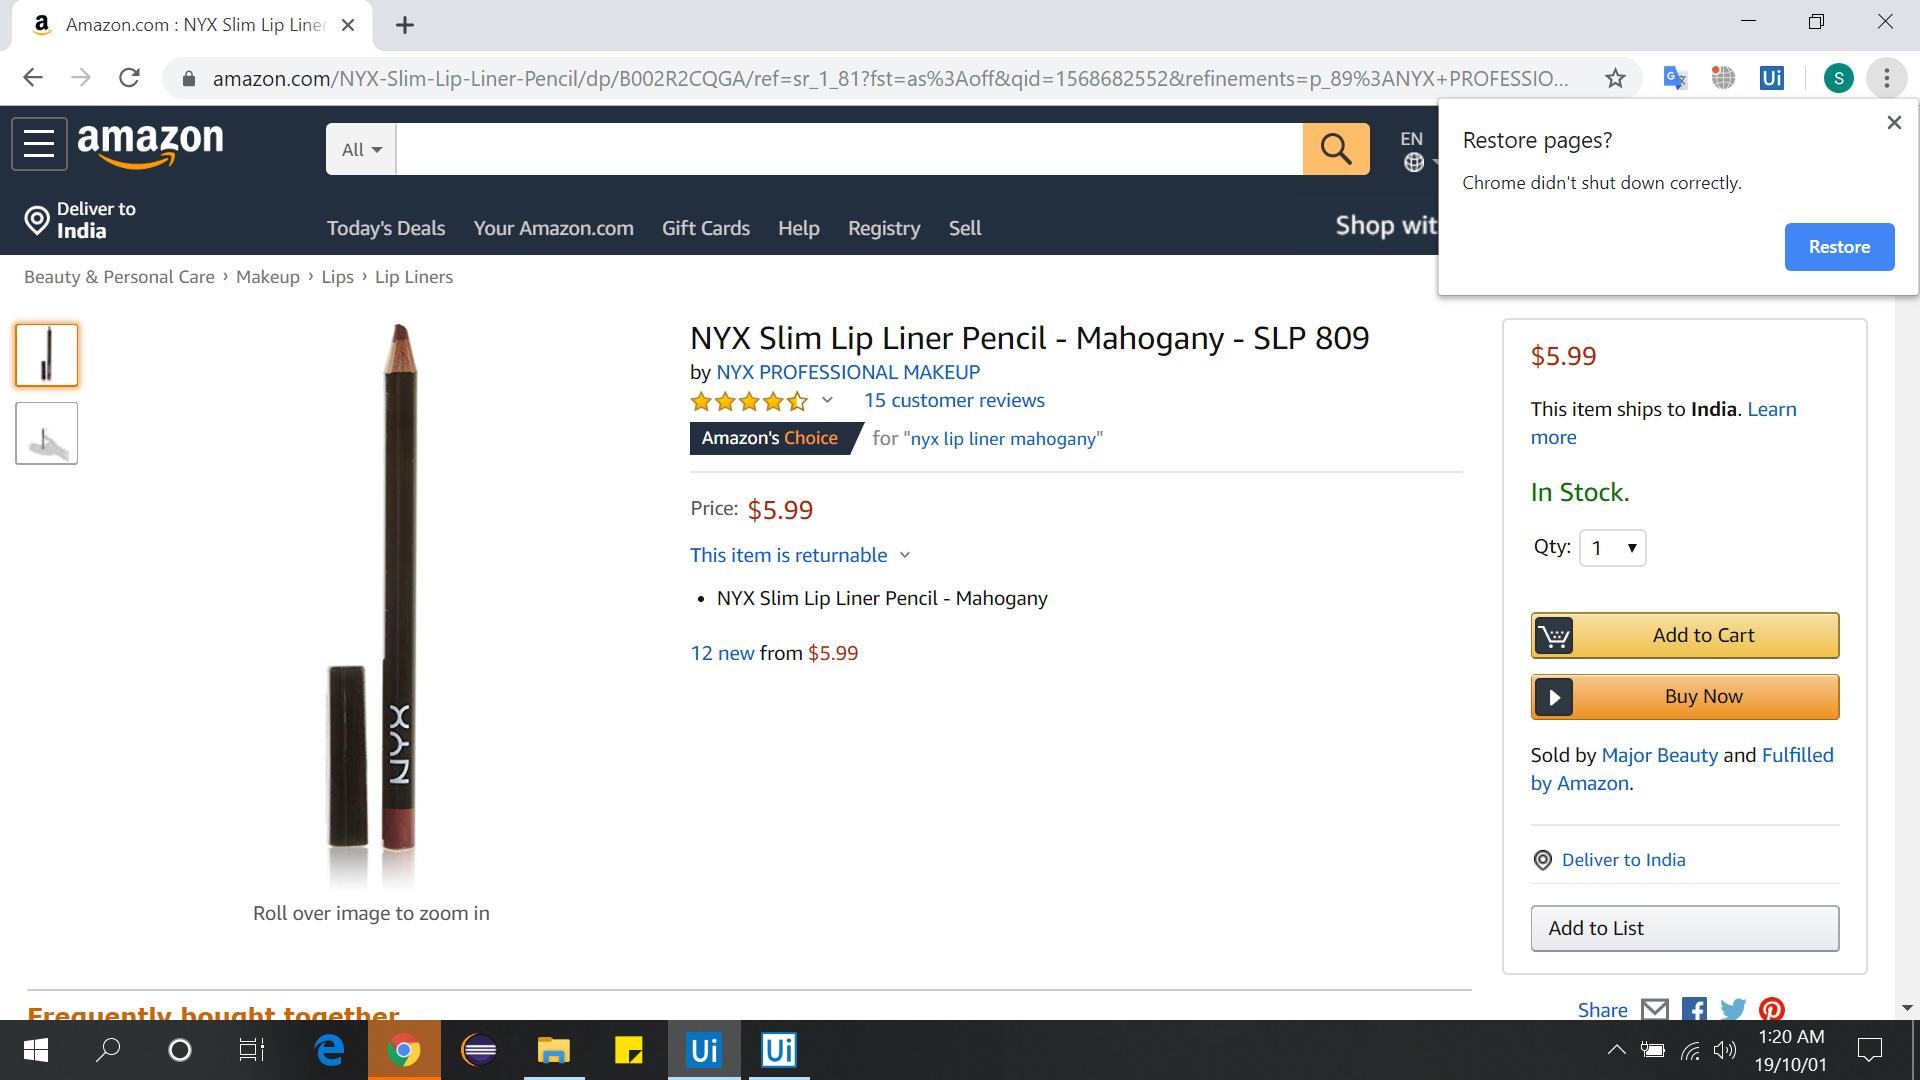 Amazon.com : NYX Slim Lip Liner
amazon.com/NYX-Slim-Lip-Liner-Pencil/dp/B002R2CQGA/ref=sr_1_81?fst=as%3Aoff&qid=1568682552&refinements=p_89%3ANYX+PROFESSIO...
Ui
S
Restore pages?
Chrome didn't shut down correctly.
Restore
amazon
All
EN
Deliver to
India
Today's Deals
Your Amazon.com
Gift Cards
Help
Registry
Sell
Shop wit
Beauty & Personal Care › Makeup › Lips › Lip Liners
NYX
Roll over image to zoom in
NYX Slim Lip Liner Pencil - Mahogany - SLP 809
by NYX PROFESSIONAL MAKEUP
15 customer reviews
Amazon's Choice for "nyx lip liner mahogany"
Price: $5.99
This item is returnable
• NYX Slim Lip Liner Pencil - Mahogany
12 new from $5.99
$5.99
This item ships to India. Learn
more
In Stock.
Qty: 1
Add to Cart
Buy Now
Sold by Major Beauty and Fulfilled
by Amazon.
Deliver to India
Add to List
Share
Frequently bought together
Ui
Ui
1:20 AM
19/10/01